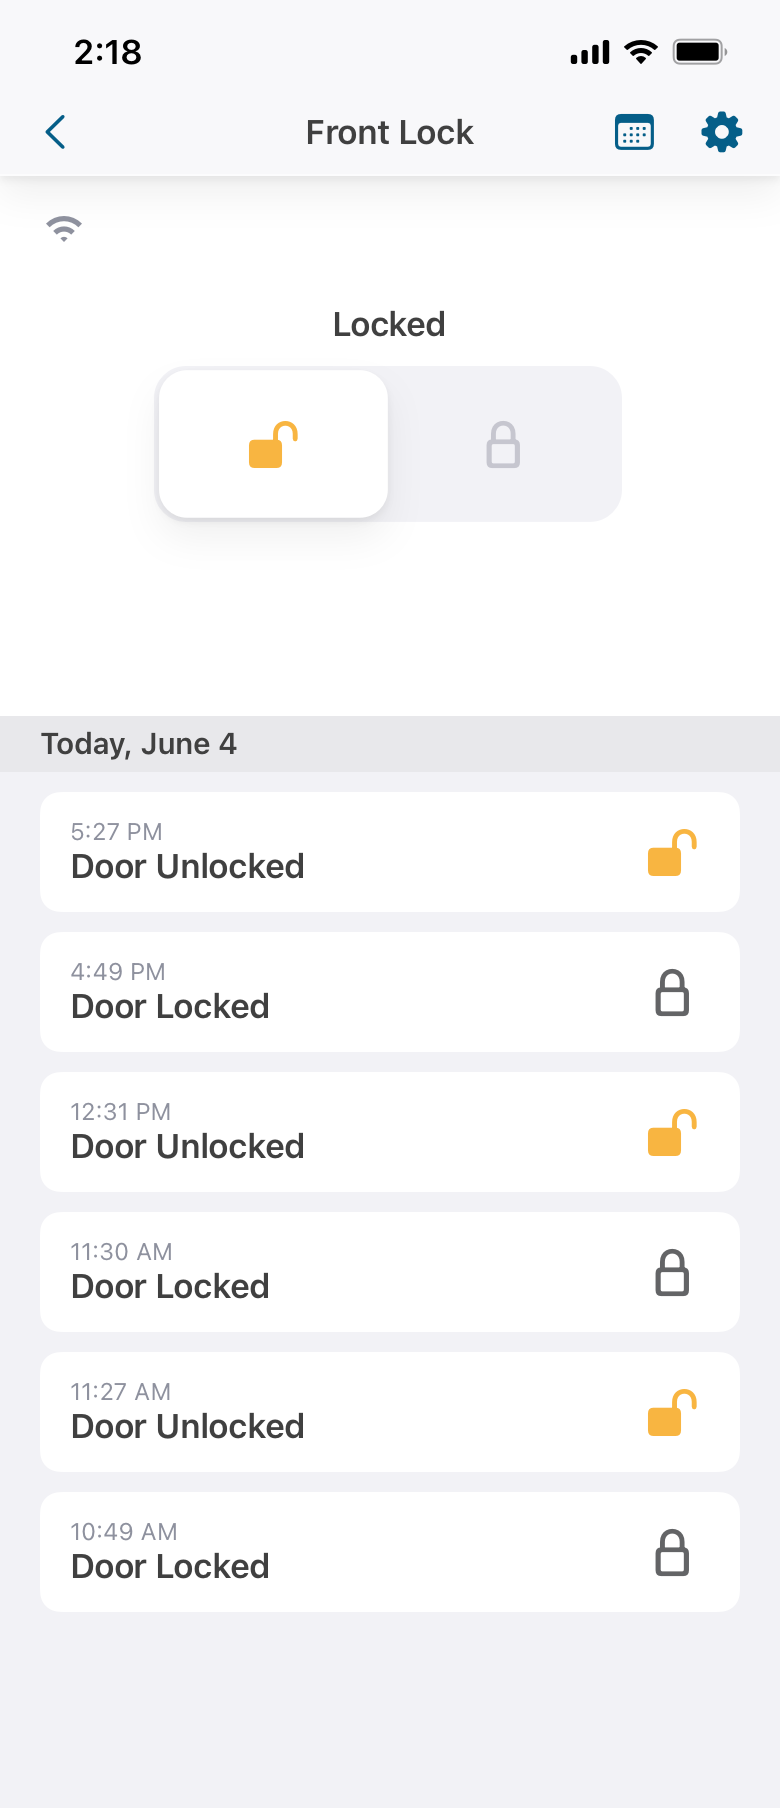 2:18
Front Lock
Locked
Today, June 4
5:27 PM
Door Unlocked
4:49 PM
Door Locked
12:31 PM
Door Unlocked
11:30 AM
Door Locked
11:27 AM
Door Unlocked
10:49 AM
Door Locked